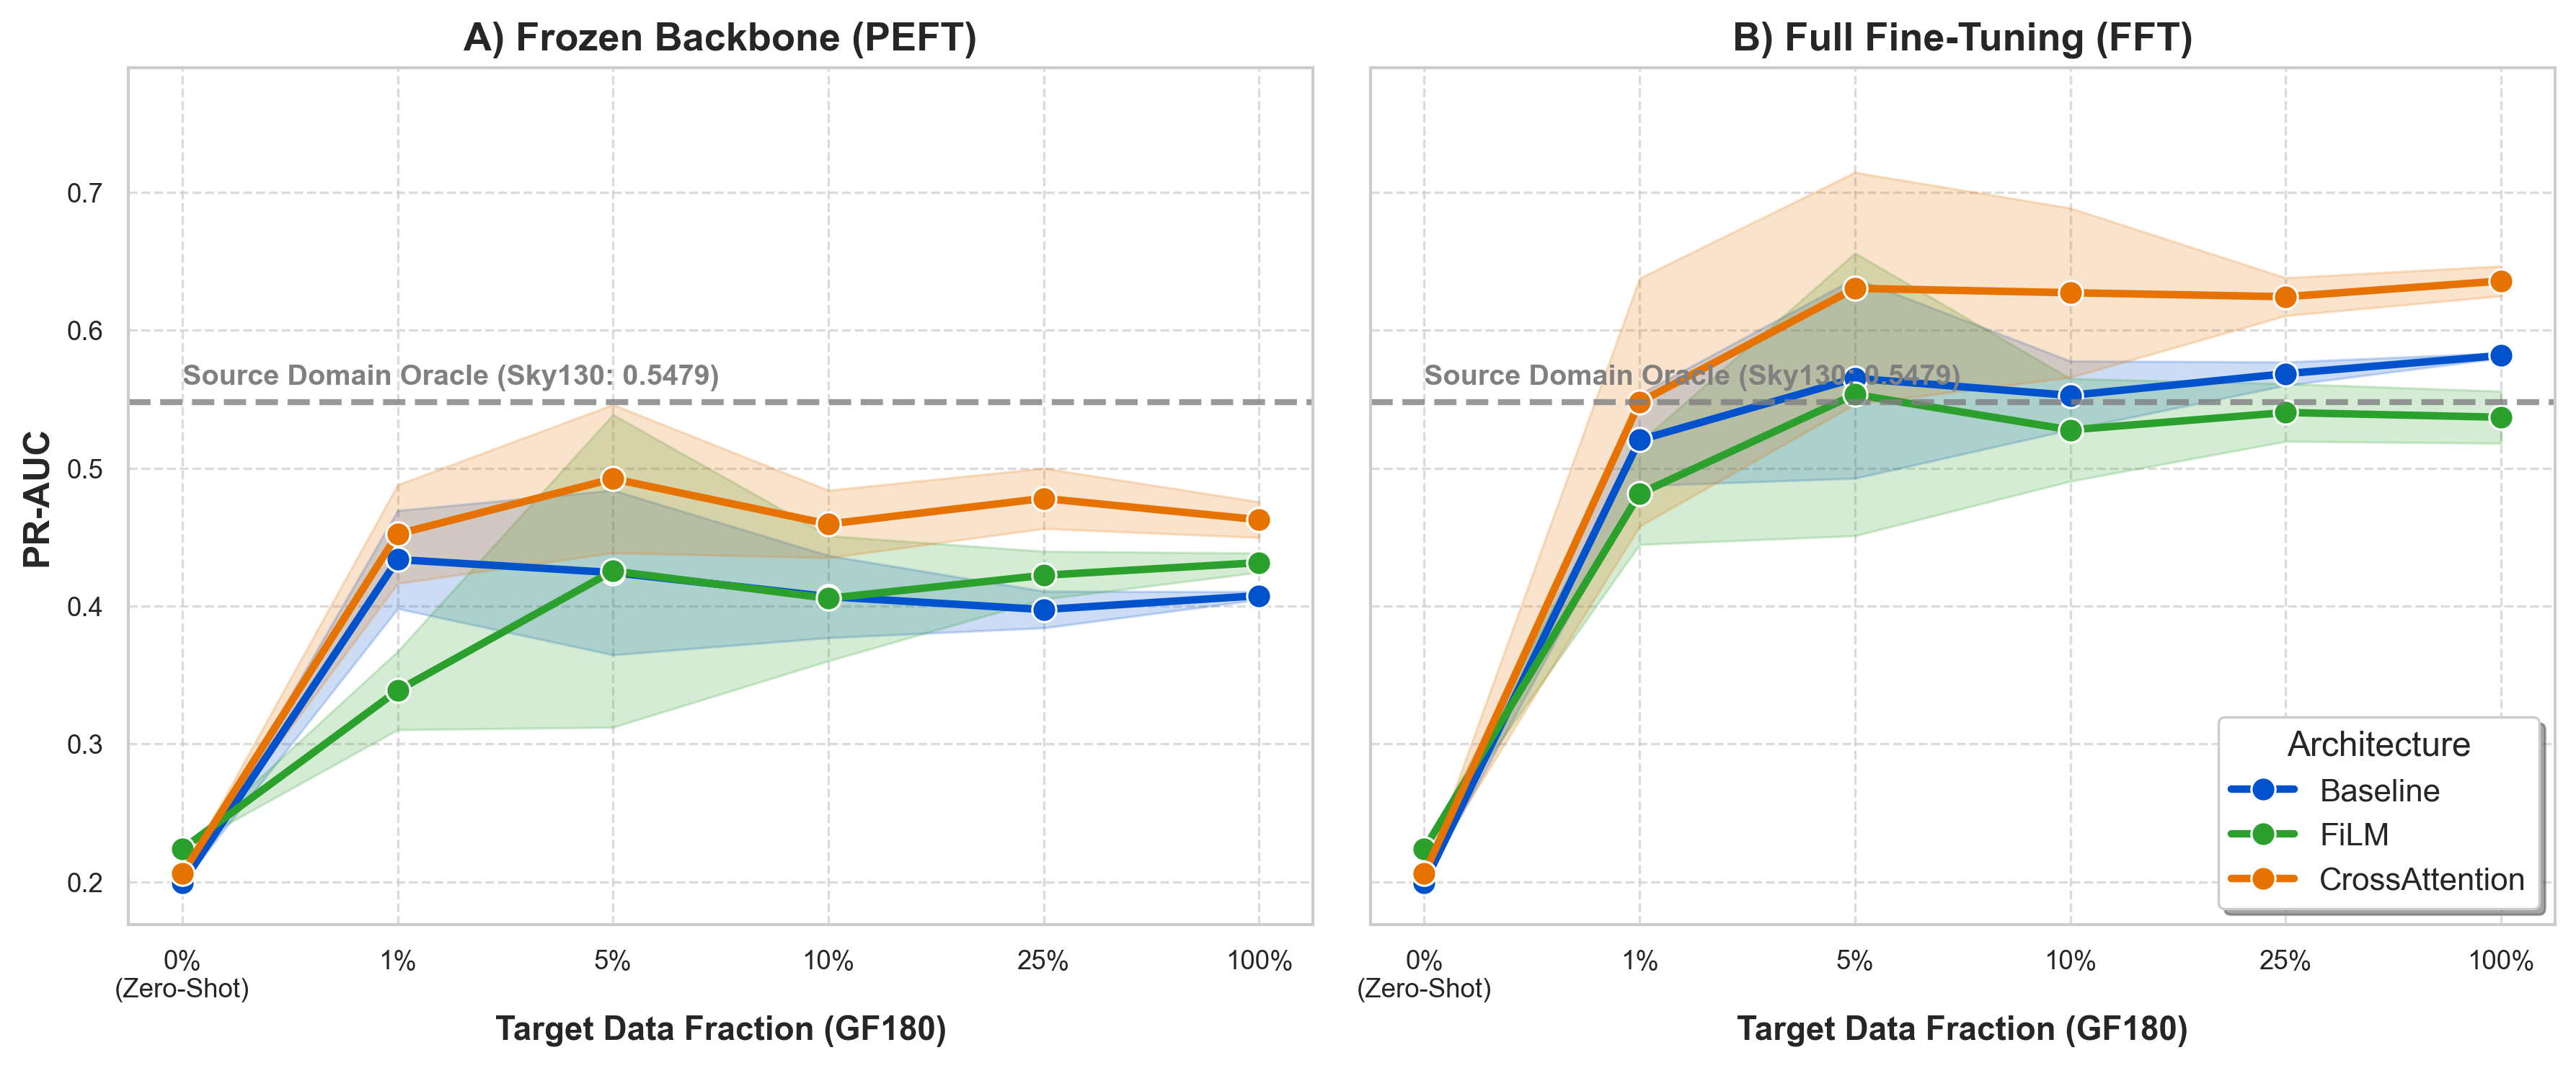 A) Frozen Backbone (PEFT)
B) Full Fine-Tuning (FFT)
PR-AUC
0.7
0.6
0.5
0.4
0.3
0.2
Source Domain Oracle (Sky130: 0.5479)
Source Domain Oracle (Sky130: 0.5479)
Architecture
Baseline
FiLM
CrossAttention
0%
(Zero-Shot)
1%
5%
10%
25%
100%
0%
(Zero-Shot)
1%
5%
10%
25%
100%
Target Data Fraction (GF180)
Target Data Fraction (GF180)